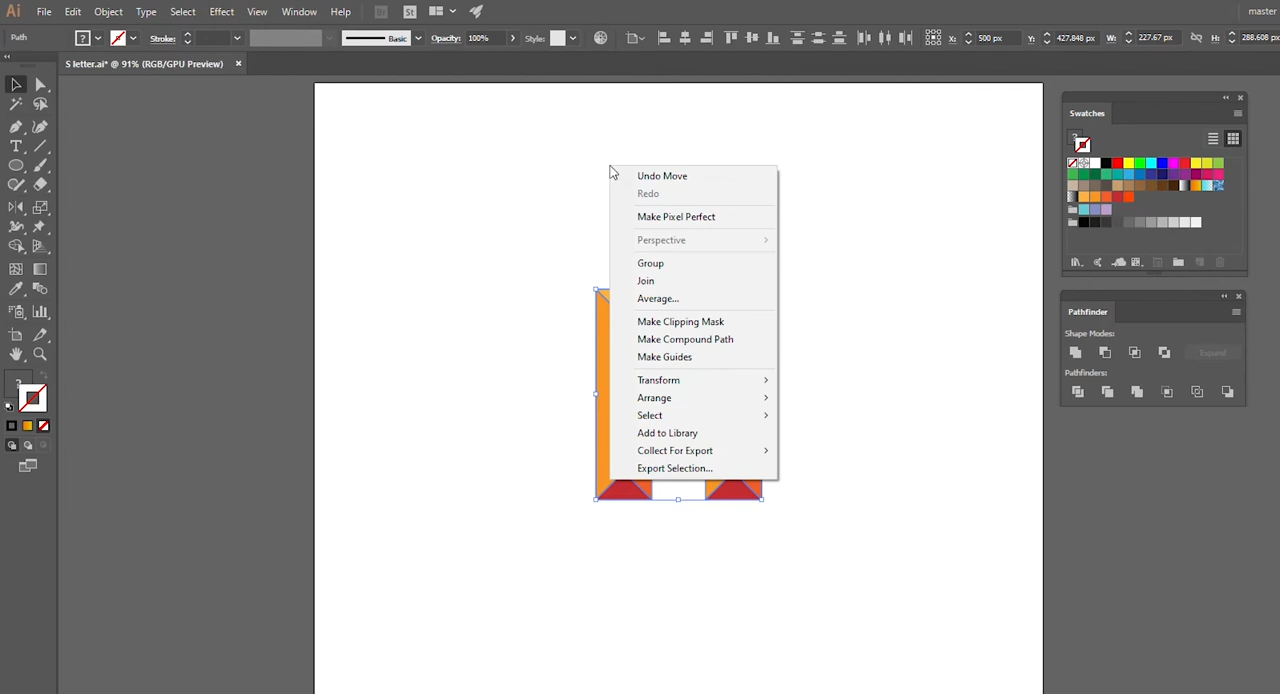 Ai File Edit Object Type Select Effect View Window Help Br St master
Path ? Stroke: Basic Opacity: 100% Style: X: 500 px Y: 427.848 px W: 227.67 px H: 288.608 px
S letter.ai* @ 91% (RGB/GPU Preview) ×
Swatches
Undo Move
Redo
Make Pixel Perfect
Perspective
Group
Join
Average...
Make Clipping Mask
Make Compound Path
Make Guides
Transform
Arrange
Select
Add to Library
Collect For Export
Export Selection...
Pathfinder
Shape Modes:
Expand
Pathfinders: